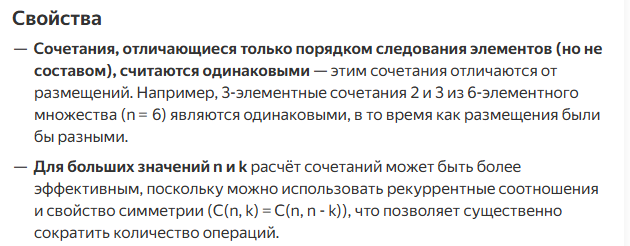 Свойства
— Сочетания, отличающиеся только порядком следования элементов (но не
составом), считаются одинаковыми — этим сочетания отличаются от
размещений. Например, 3-элементные сочетания 2 и 3 из 6-элементного
множества (n = 6) являются одинаковыми, в то время как размещения были
бы разными.
— Для больших значений n и k расчёт сочетаний может быть более
эффективным, поскольку можно использовать рекуррентные соотношения
и свойство симметрии (C(n, k) = C(n, n - k)), что позволяет существенно
сократить количество операций.